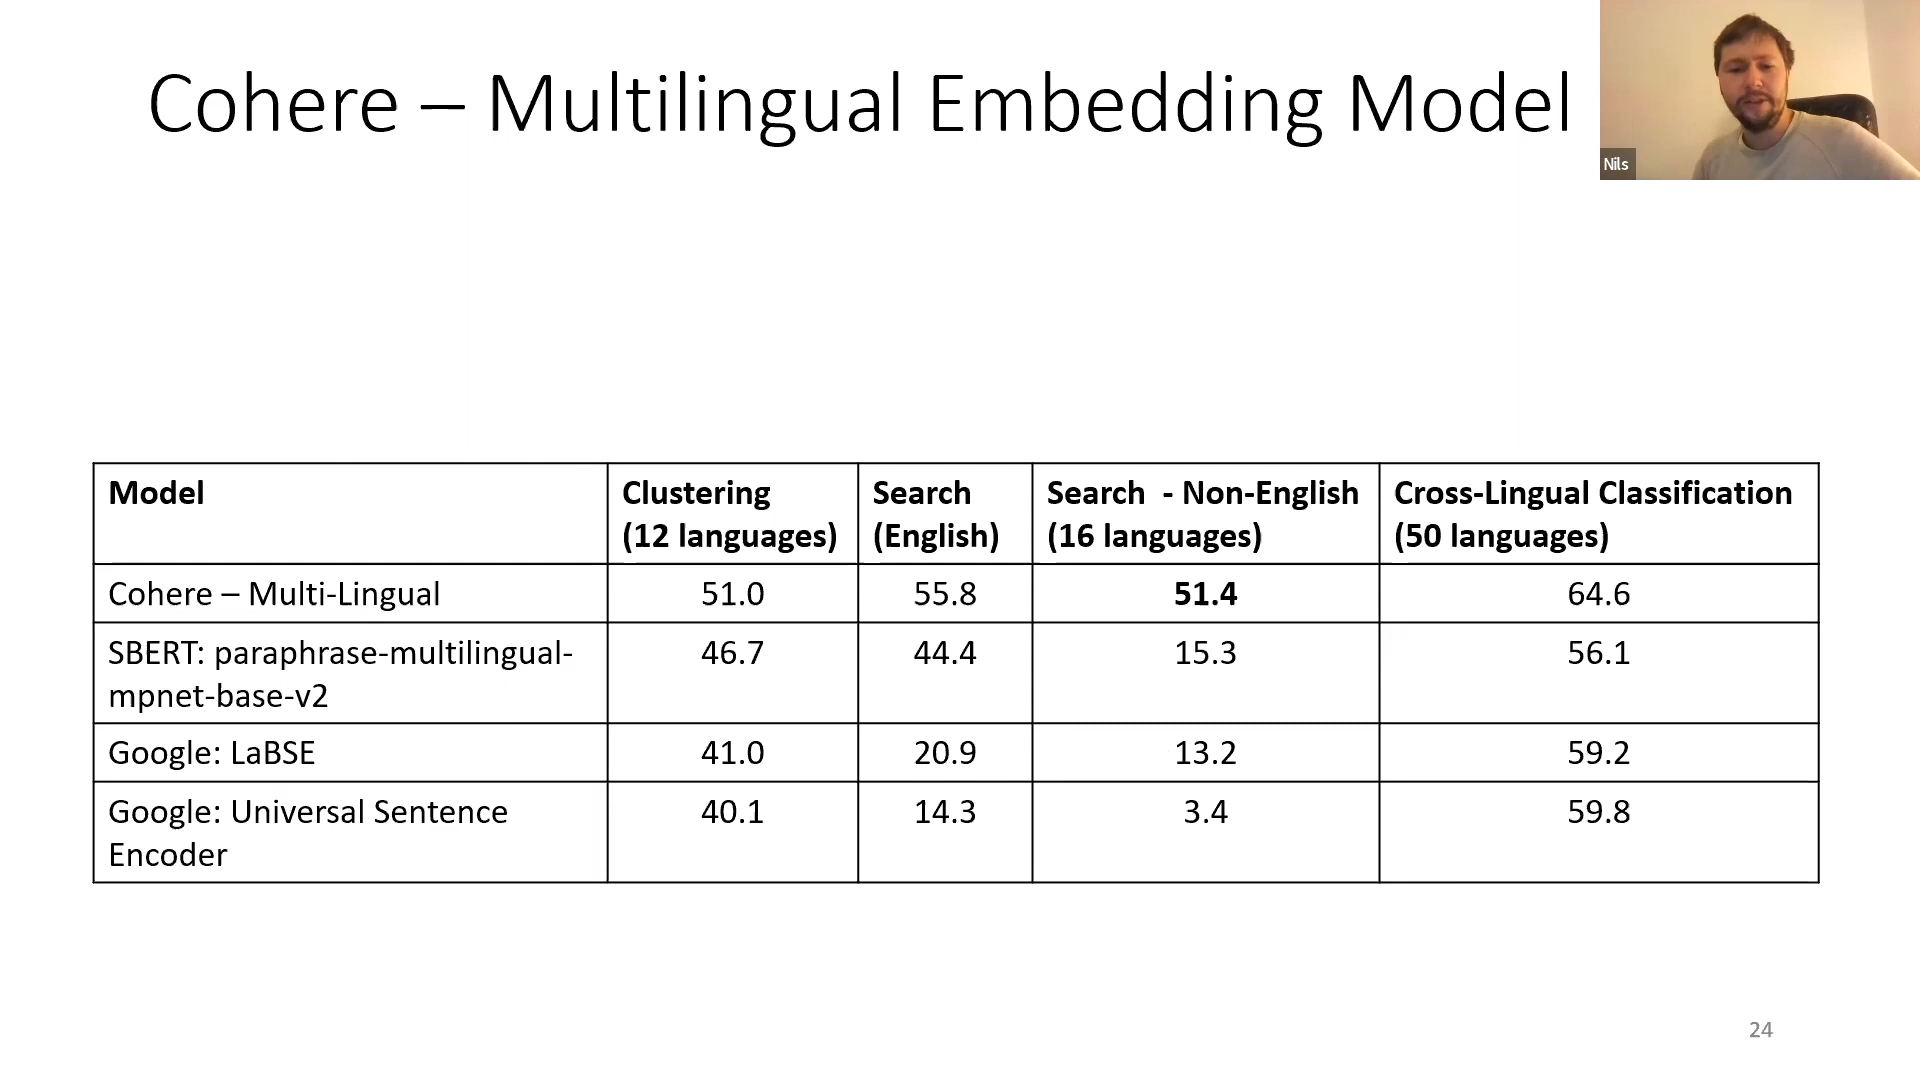 Cohere – Multilingual Embedding Model
Nils
Model
Clustering
(12 languages)
Search
(English)
Search - Non-English
(16 languages)
Cross-Lingual Classification
(50 languages)
Cohere – Multi-Lingual
51.0
55.8
51.4
64.6
SBERT: paraphrase-multilingual-
mpnet-base-v2
46.7
44.4
15.3
56.1
Google: LaBSE
41.0
20.9
13.2
59.2
Google: Universal Sentence
Encoder
40.1
14.3
3.4
59.8
24